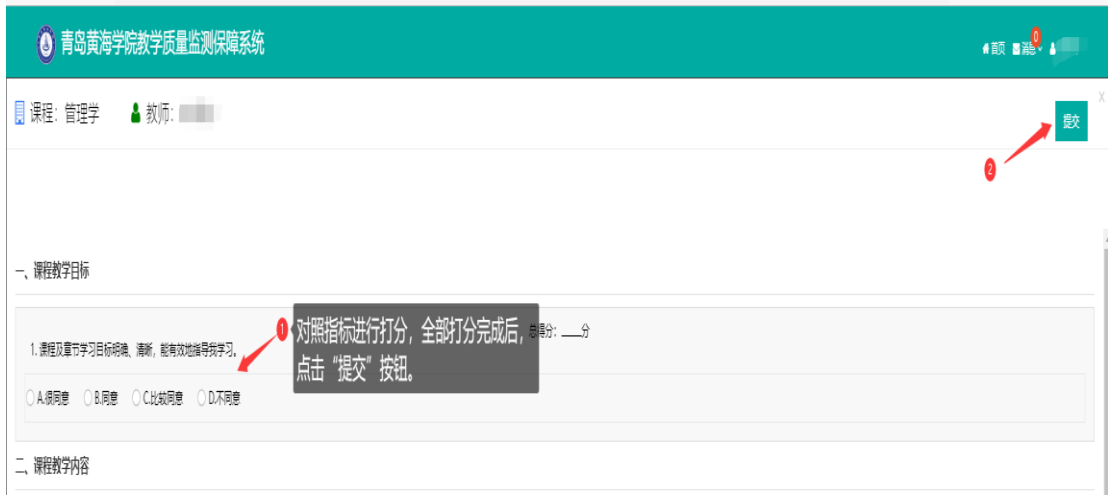 青岛黄海学院教学质量监测保障系统
首页 消息 0
课程：管理学 教师：
X
提交
2
一、课程教学目标
总得分：____分
1 对照指标进行打分，全部打分完成后，
点击“提交”按钮。
1. 课程及章节学习目标明确、清晰，能有效地指导我学习。
A.很同意 B.同意 C.比较同意 D.不同意
二、课程教学内容